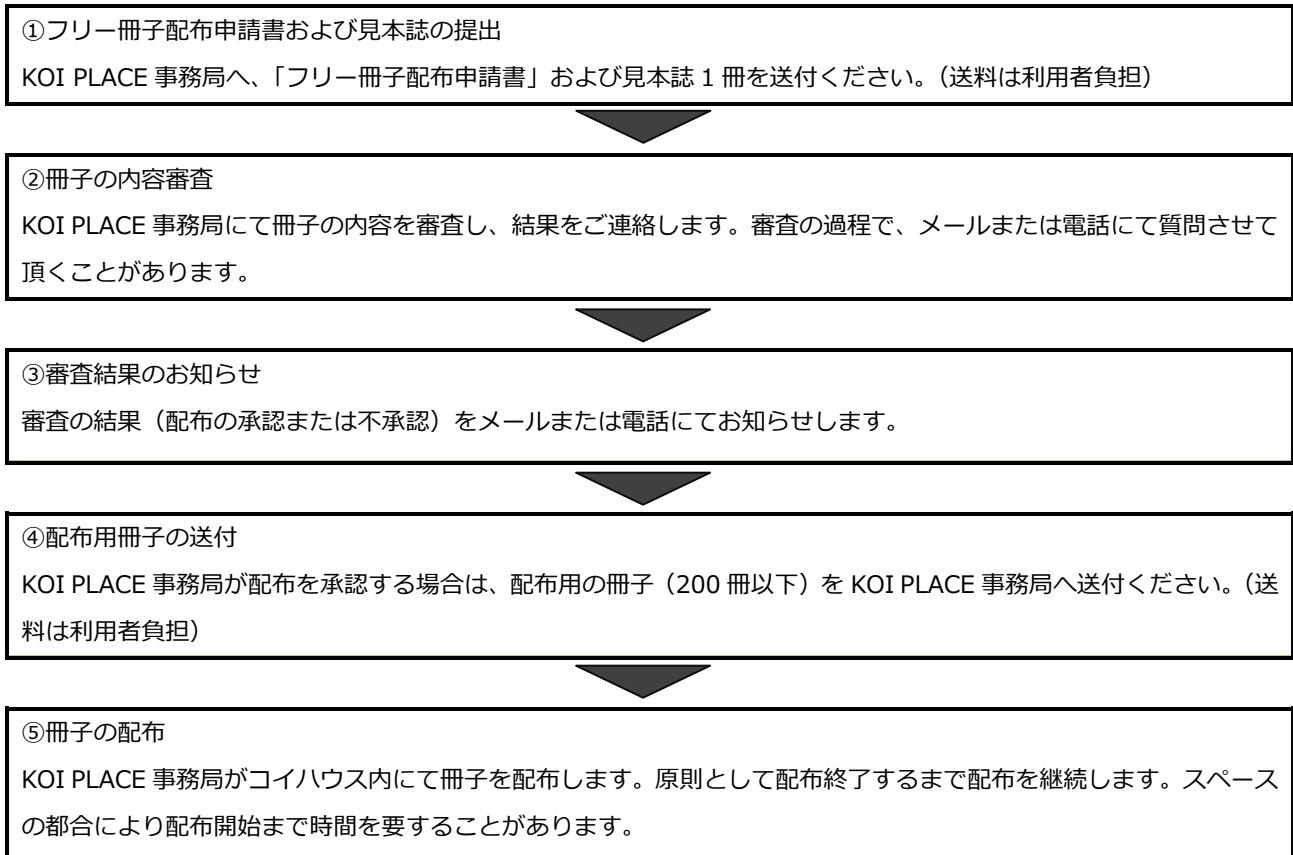 ①フリー冊子配布申請書および見本誌の提出
KOI PLACE 事務局へ、「フリー冊子配布申請書」および見本誌 1 冊を送付ください。（送料は利用者負担）
②冊子の内容審査
KOI PLACE 事務局にて冊子の内容を審査し、結果をご連絡します。審査の過程で、メールまたは電話にて質問させて
頂くことがあります。
③審査結果のお知らせ
審査の結果（配布の承認または不承認）をメールまたは電話にてお知らせします。
④配布用冊子の送付
KOI PLACE 事務局が配布を承認する場合は、配布用の冊子（200 冊以下）を KOI PLACE 事務局へ送付ください。（送
料は利用者負担）
⑤冊子の配布
KOI PLACE 事務局がコイハウス内にて冊子を配布します。原則として配布終了するまで配布を継続します。スペース
の都合により配布開始まで時間を要することがあります。